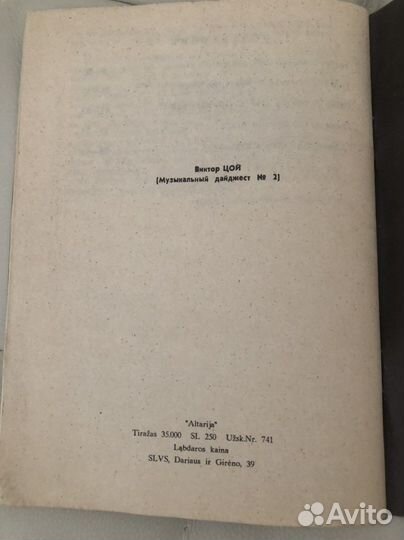 Виктор ЦОЙ
(Музыкальный дайджест № 2)
"Altarija"
Tiražas 35.000 SL 250 Užsk.Nr. 741
Labdaros kaina
SLVS, Dariaus ir Girėno, 39
Avito